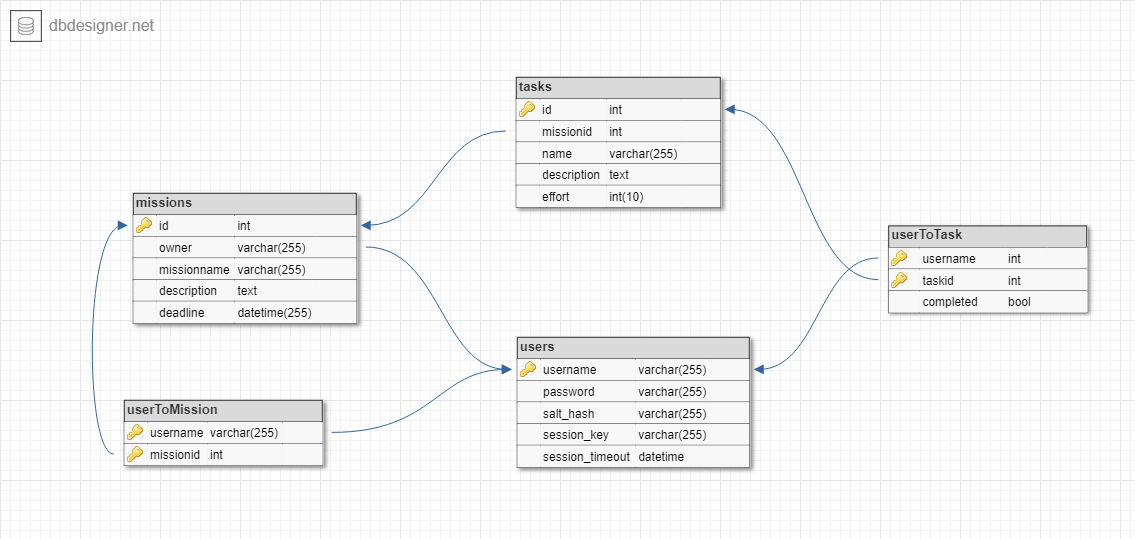 dbdesigner.net
tasks
id int
missionid int
name varchar(255)
description text
effort int(10)
missions
id int
owner varchar(255)
missionname varchar(255)
description text
deadline datetime(255)
userToTask
username int
taskid int
completed bool
users
username varchar(255)
password varchar(255)
salt_hash varchar(255)
session_key varchar(255)
session_timeout datetime
userToMission
username varchar(255)
missionid int